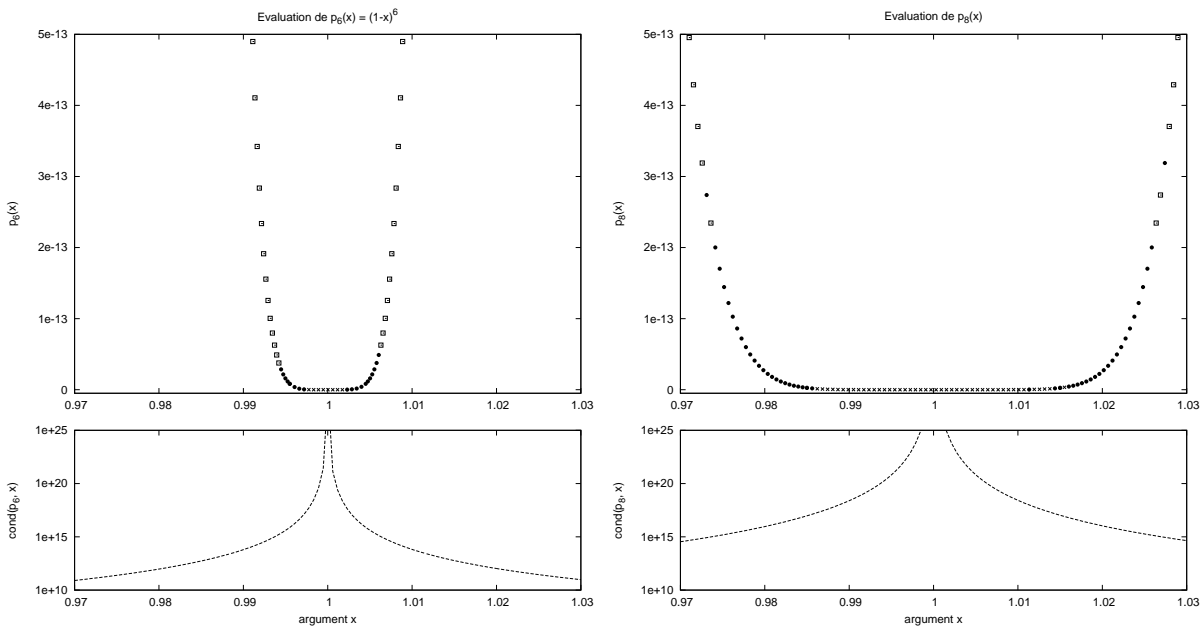 Evaluation de p6(x) = (1-x)^6
5e-13
4e-13
3e-13
2e-13
1e-13
0
p6(x)
0.97 0.98 0.99 1 1.01 1.02 1.03
1e+25
1e+20
1e+15
1e+10
cond(p6, x)
0.97 0.98 0.99 1 1.01 1.02 1.03
argument x
Evaluation de p8(x)
5e-13
4e-13
3e-13
2e-13
1e-13
0
p8(x)
0.97 0.98 0.99 1 1.01 1.02 1.03
1e+25
1e+20
1e+15
1e+10
cond(p8, x)
0.97 0.98 0.99 1 1.01 1.02 1.03
argument x